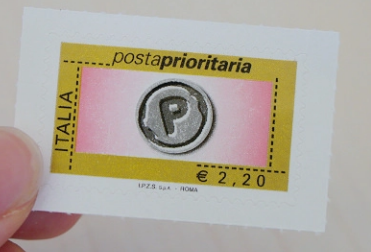 postaprioritaria
ITALIA
P
€ 2,20
I.P.Z.S. S.p.A. - ROMA